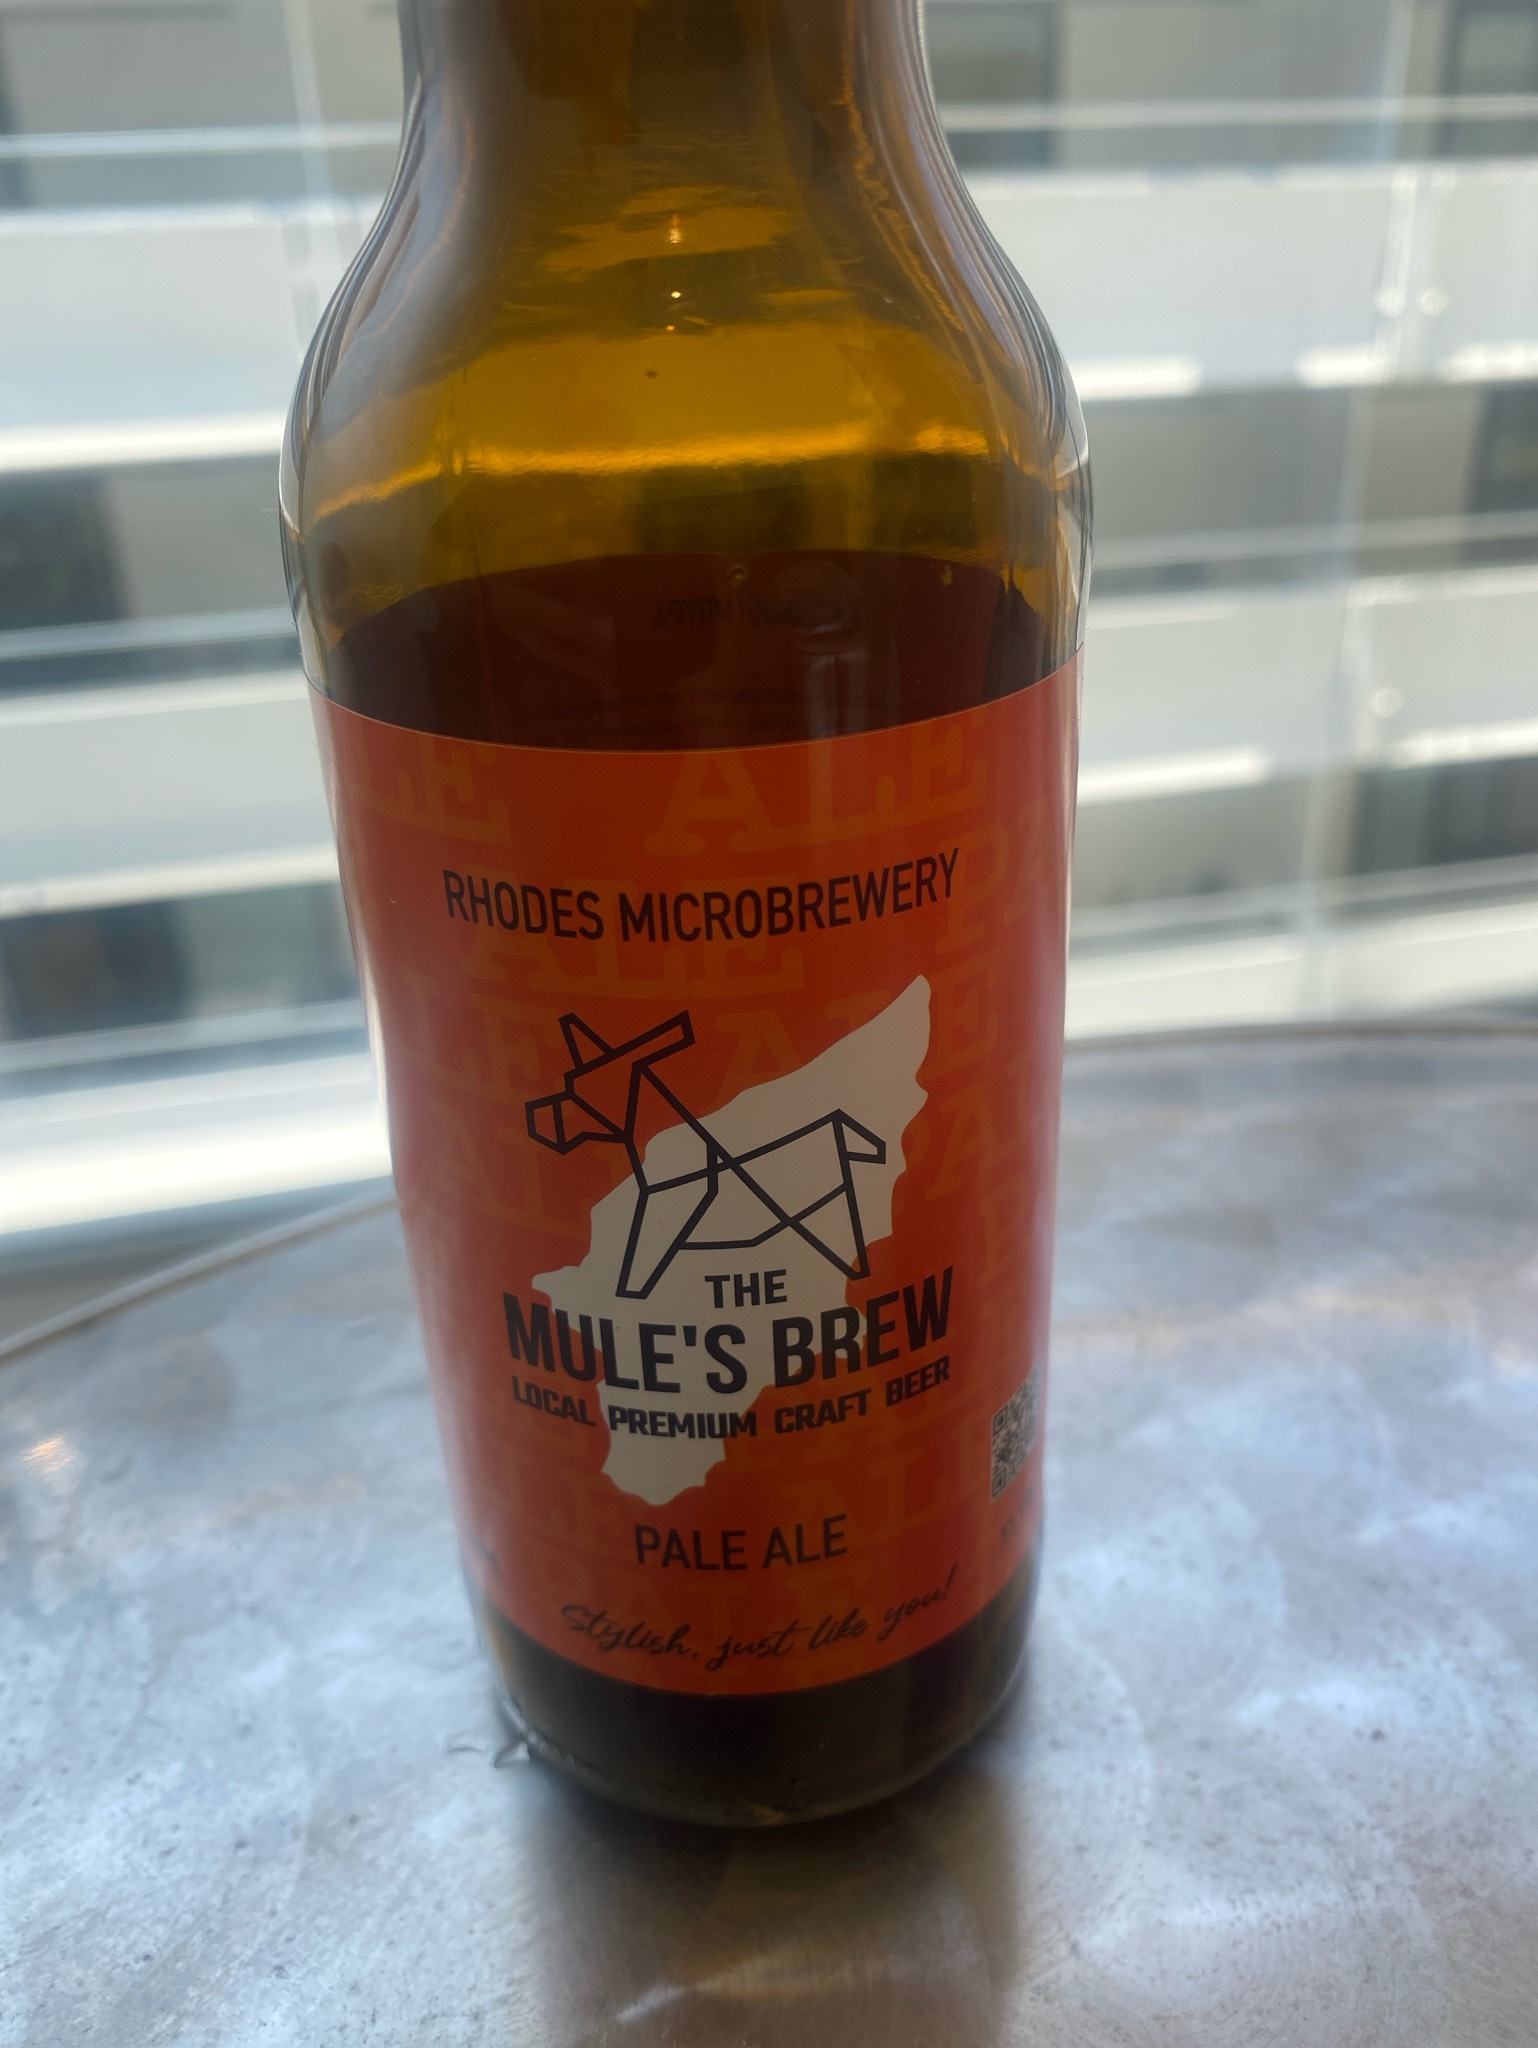 RHODES MICROBREWERY
THE
MULE'S BREW
LOCAL PREMIUM CRAFT BEER
PALE ALE
Stylish, just like you!